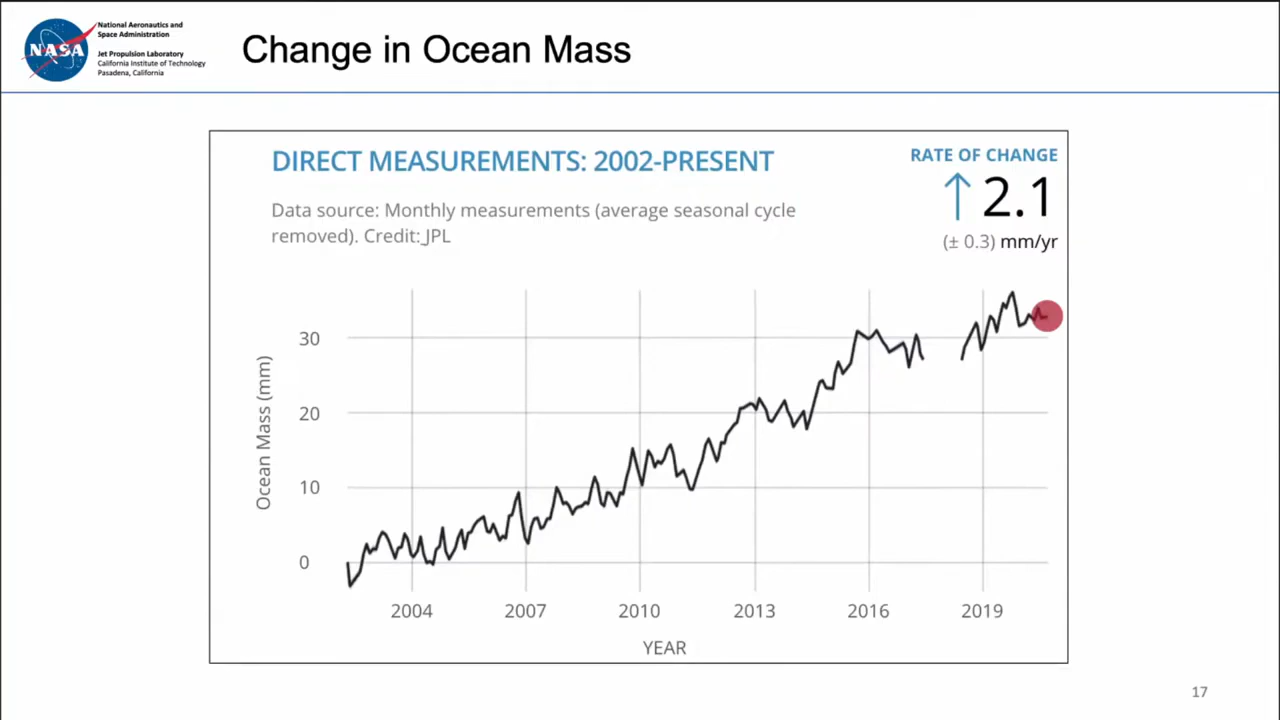 NASA
National Aeronautics and
Space Administration
Jet Propulsion Laboratory
California Institute of Technology
Pasadena, California
Change in Ocean Mass
DIRECT MEASUREMENTS: 2002-PRESENT
Data source: Monthly measurements (average seasonal cycle
removed). Credit: JPL
RATE OF CHANGE
↑ 2.1
(± 0.3) mm/yr
Ocean Mass (mm)
30
20
10
0
2004 2007 2010 2013 2016 2019
YEAR
17